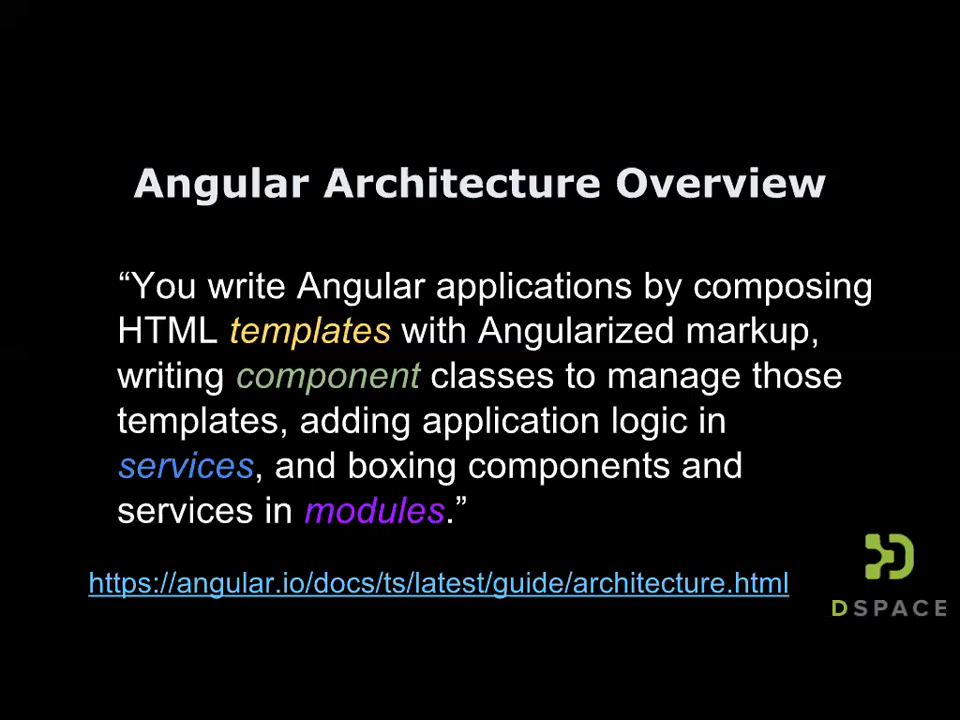 Angular Architecture Overview
“You write Angular applications by composing
HTML templates with Angularized markup,
writing component classes to manage those
templates, adding application logic in
services, and boxing components and
services in modules.”
https://angular.io/docs/ts/latest/guide/architecture.html
DSPACE